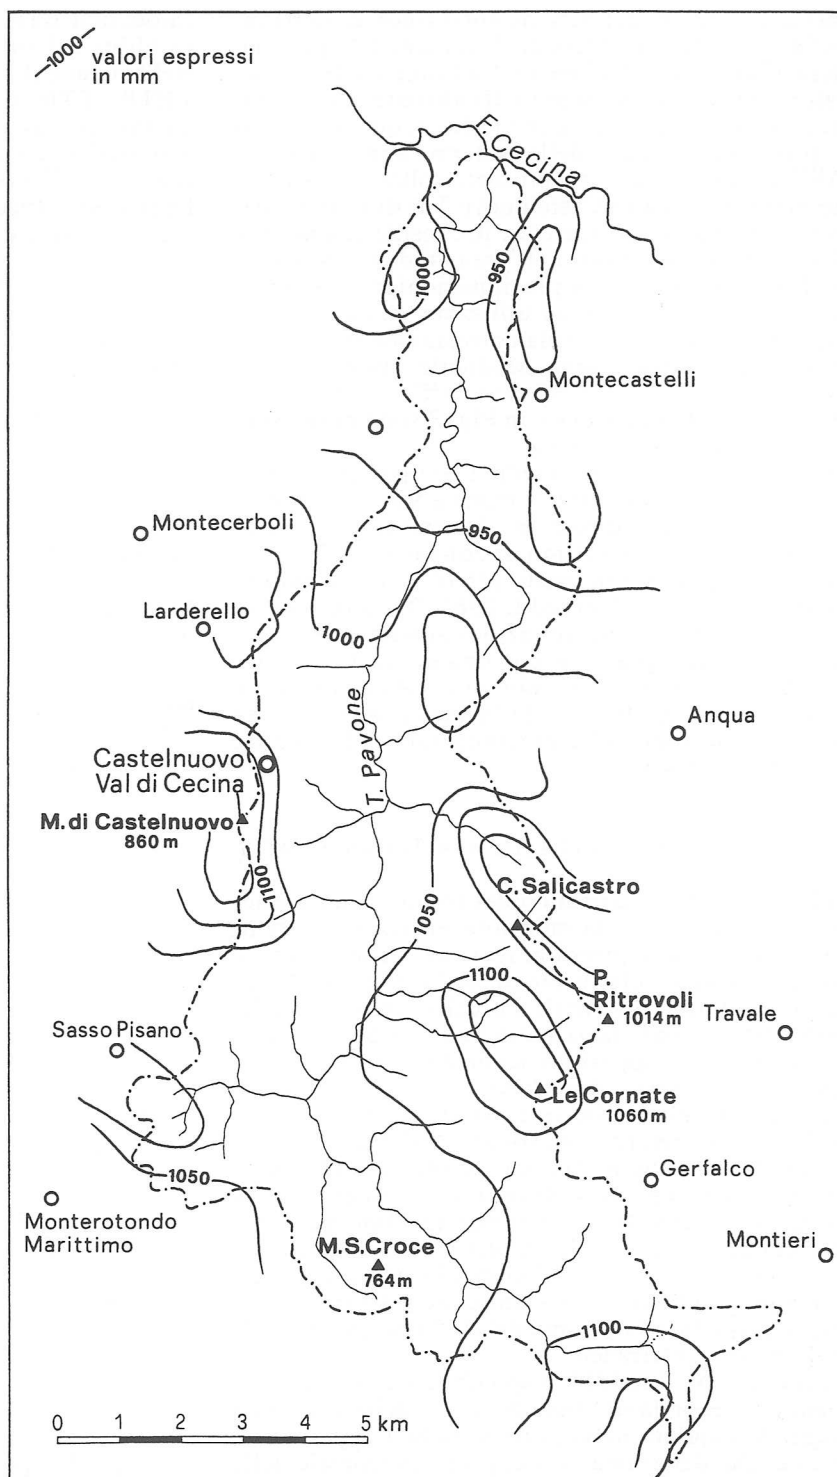 1000
valori espressi
in mm
F. Cecina
1000
950
Montecastelli
Montecerboli
950
Larderello
1000
T. Pavone
Anqua
Castelnuovo
Val di Cecina
M. di Castelnuovo
860 m
1100
1050
C. Salicastro
1100
P.
Ritrovoli
1014 m
Travale
Sasso Pisano
Le Cornate
1060 m
1050
Gerfalco
Monterotondo
Marittimo
M.S.Croce
764 m
Montieri
1100
0 1 2 3 4 5 km